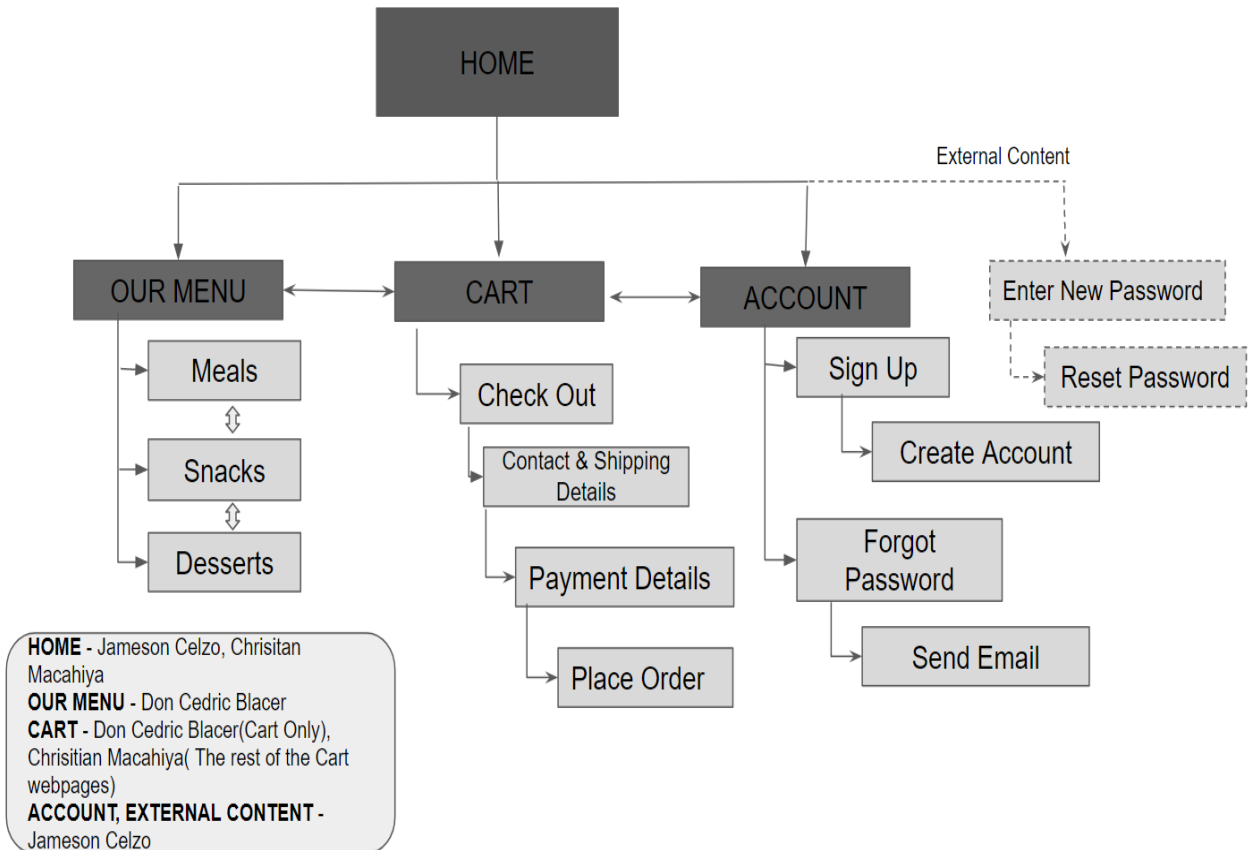 HOME
External Content
OUR MENU
CART
ACCOUNT
Enter New Password
Reset Password
Meals
Snacks
Desserts
Check Out
Contact & Shipping
Details
Payment Details
Place Order
Sign Up
Create Account
Forgot
Password
Send Email
HOME - Jameson Celzo, Chrisitan
Macahiya
OUR MENU - Don Cedric Blacer
CART - Don Cedric Blacer(Cart Only),
Chrisitian Macahiya( The rest of the Cart
webpages)
ACCOUNT, EXTERNAL CONTENT -
Jameson Celzo